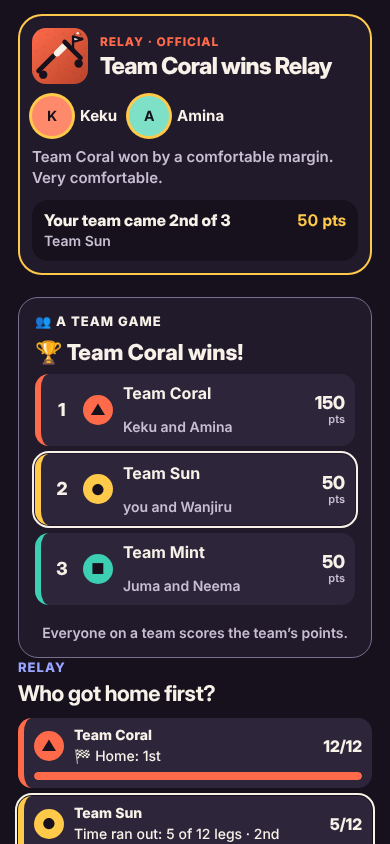 RELAY · OFFICIAL
Team Coral wins Relay
K Keku A Amina
Team Coral won by a comfortable margin.
Very comfortable.
Your team came 2nd of 3 50 pts
Team Sun
👥 A TEAM GAME
🏆 Team Coral wins!
1 Team Coral 150 pts
Keku and Amina
2 Team Sun 50 pts
you and Wanjiru
3 Team Mint 50 pts
Juma and Neema
Everyone on a team scores the team’s points.
RELAY
Who got home first?
Team Coral 12/12
🏁 Home: 1st
Team Sun 5/12
Time ran out: 5 of 12 legs · 2nd